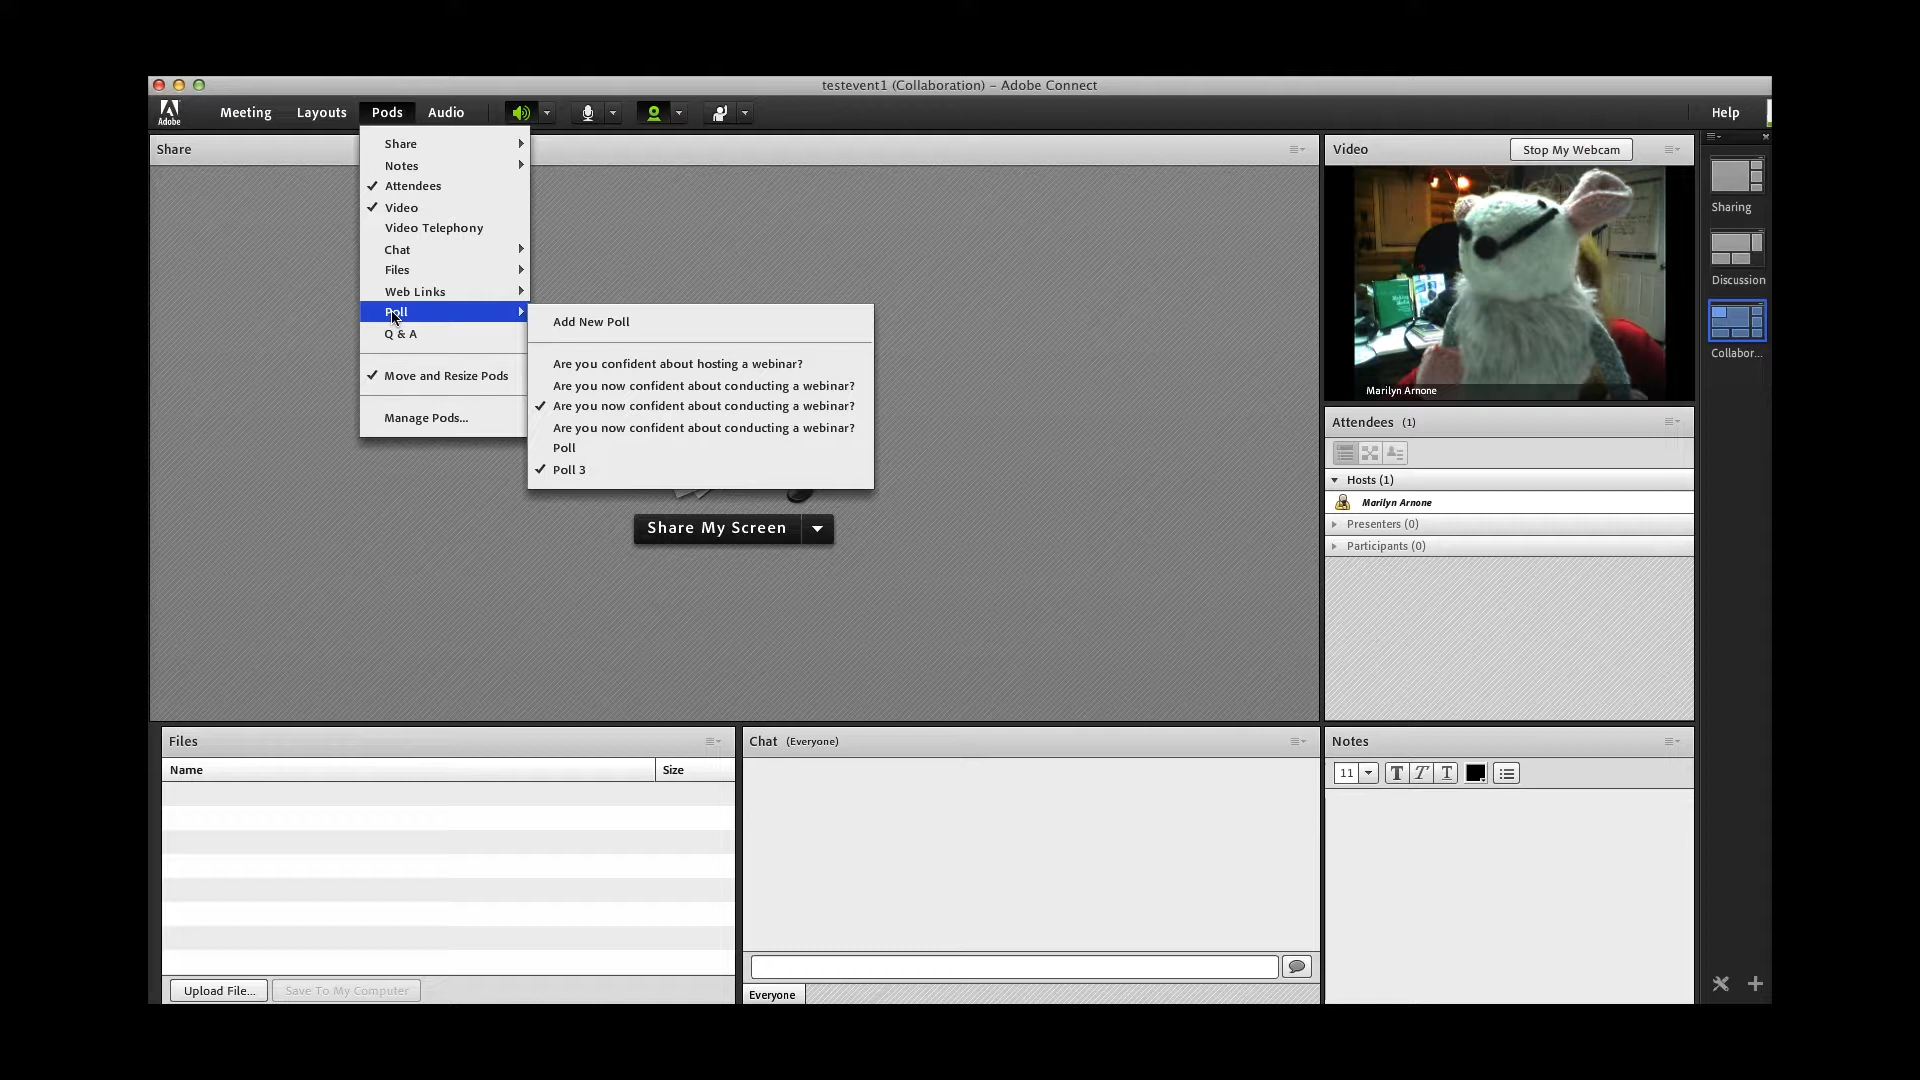 testevent1 (Collaboration) – Adobe Connect
Adobe
Meeting Layouts Pods Audio Help
Share
Share
Notes
Attendees
Video
Video Telephony
Chat
Files
Web Links
Poll
Q & A
Move and Resize Pods
Manage Pods...
Add New Poll
Are you confident about hosting a webinar?
Are you now confident about conducting a webinar?
Are you now confident about conducting a webinar?
Are you now confident about conducting a webinar?
Poll
Poll 3
Share My Screen
Video Stop My Webcam
Marilyn Arnone
Attendees (1)
Hosts (1)
Marilyn Arnone
Presenters (0)
Participants (0)
Sharing
Discussion
Collabor...
Files
Name Size
Upload File... Save To My Computer
Chat (Everyone)
Everyone
Notes
11 T T T